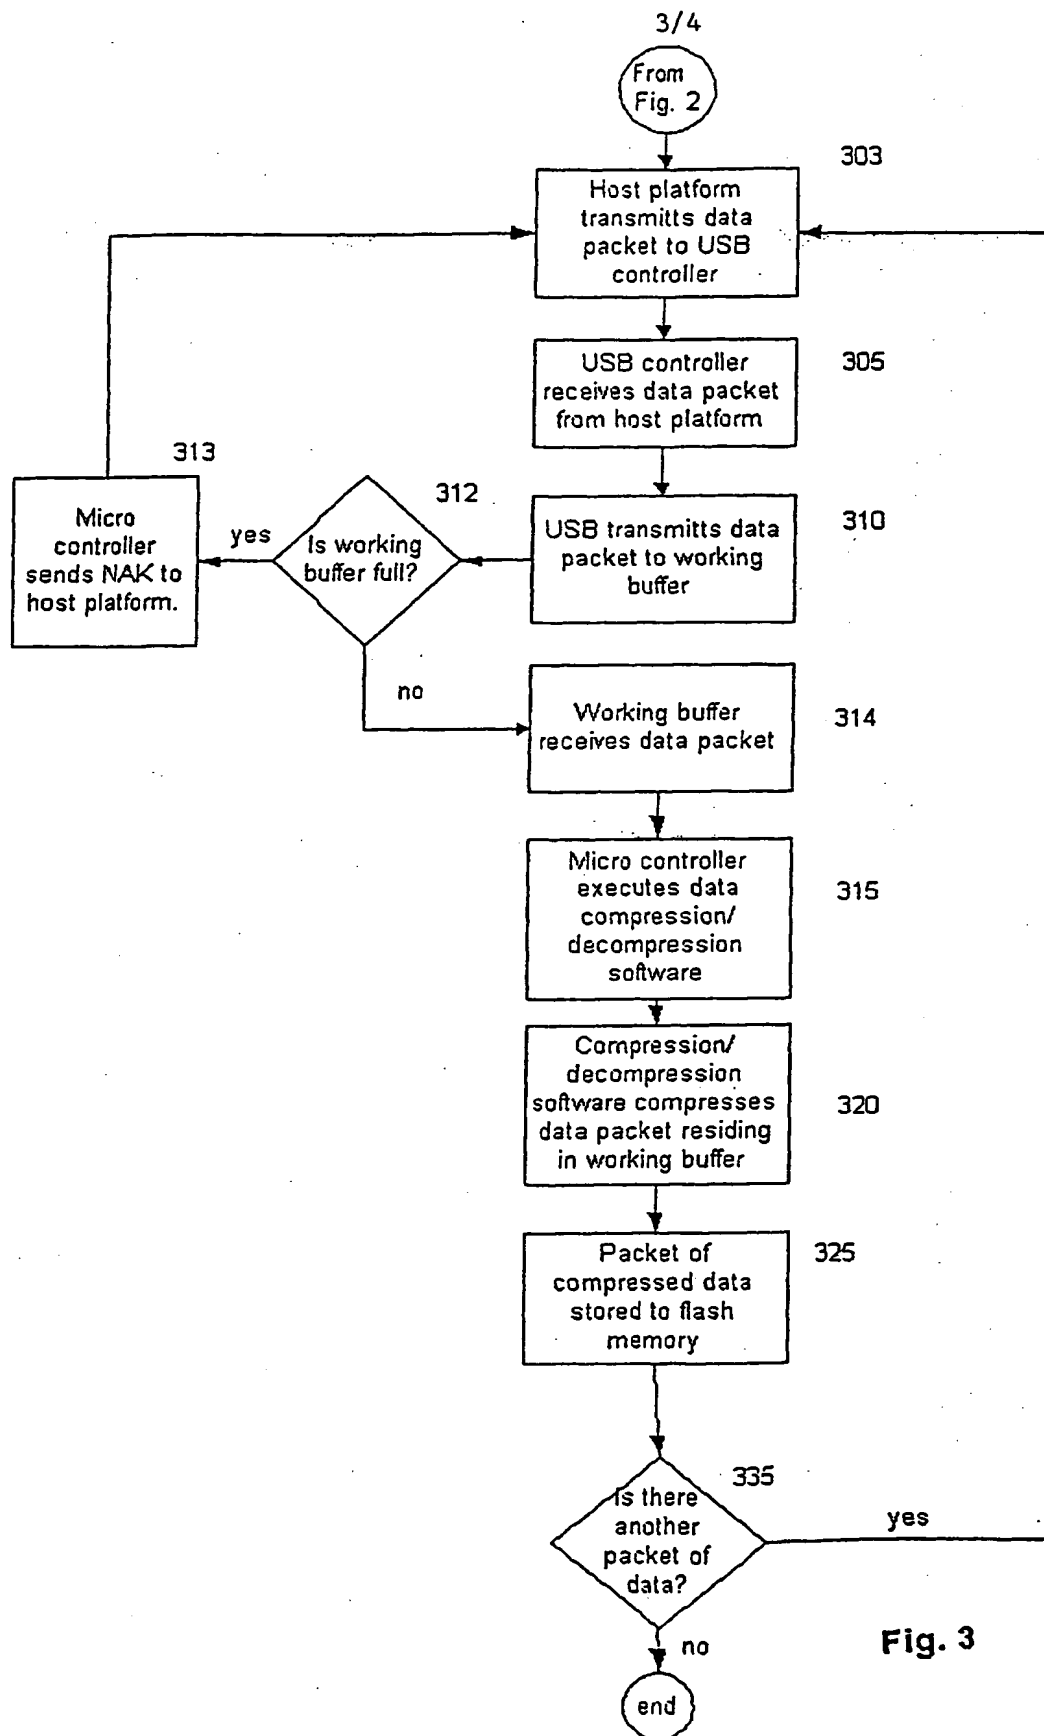 3/4
From
Fig. 2
303
Host platform
transmitts data
packet to USB
controller
305
USB controller
receives data packet
from host platform
313
Micro
controller
sends NAK to
host platform.
yes
312
Is working
buffer full?
310
USB transmitts data
packet to working
buffer
no
Working buffer
receives data packet
314
Micro controller
executes data
compression/
decompression
software
315
Compression/
decompression
software compresses
data packet residing
in working buffer
320
Packet of
compressed data
stored to flash
memory
325
335
Is there
another
packet of
data?
yes
no
end
Fig. 3